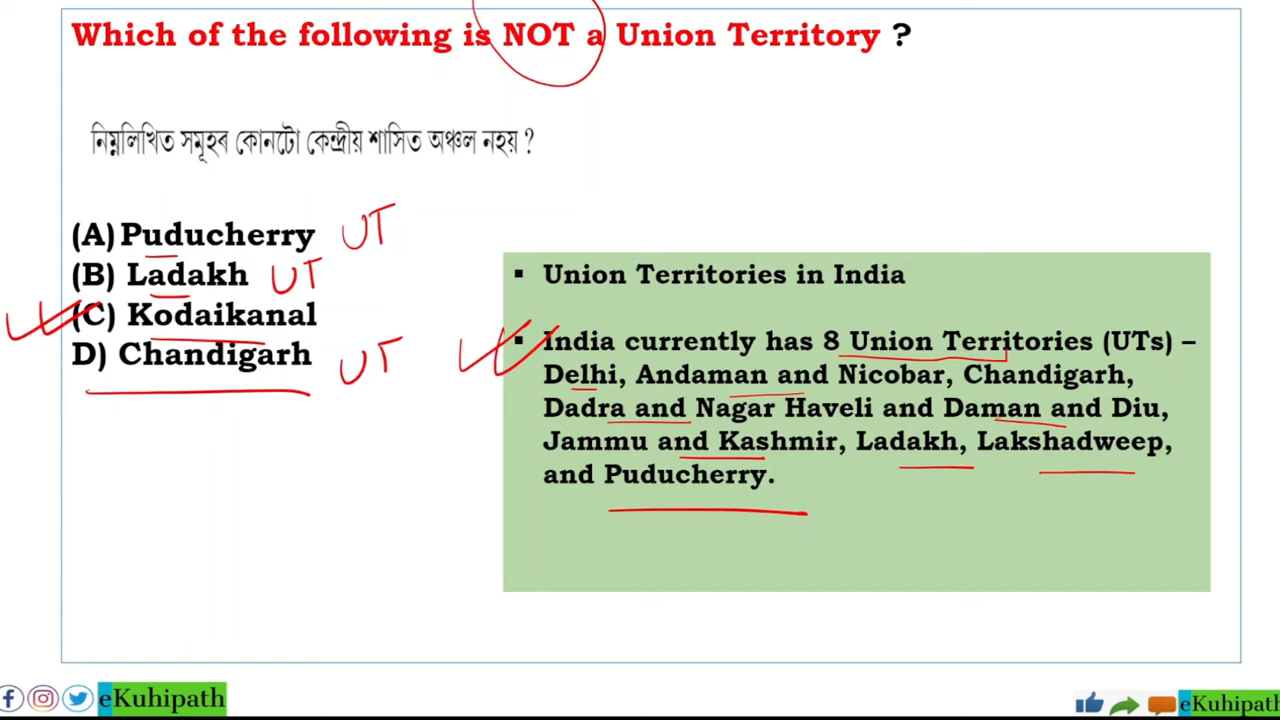 Which of the following is NOT a Union Territory ?
নিম্নলিখিত সমূহৰ কোনটো কেন্দ্ৰীয় শাসিত অঞ্চল নহয় ?
(A) Puducherry UT
(B) Ladakh UT
(C) Kodaikanal
D) Chandigarh UT
▪ Union Territories in India
▪ India currently has 8 Union Territories (UTs) –
Delhi, Andaman and Nicobar, Chandigarh,
Dadra and Nagar Haveli and Daman and Diu,
Jammu and Kashmir, Ladakh, Lakshadweep,
and Puducherry.
eKuhipath
eKuhipath